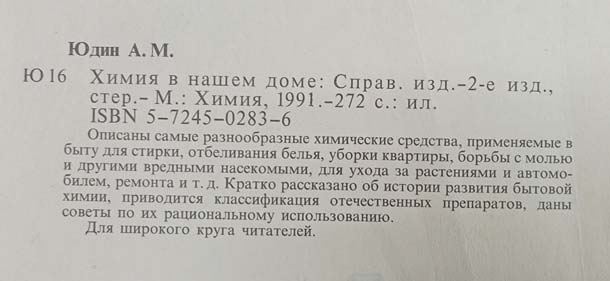 Юдин А. М.
Ю 16 Химия в нашем доме: Справ. изд.–2-е изд.,
стер.– М.: Химия, 1991.–272 с.: ил.
ISBN 5–7245–0283–6
Описаны самые разнообразные химические средства, применяемые в
быту для стирки, отбеливания белья, уборки квартиры, борьбы с молью
и другими вредными насекомыми, для ухода за растениями и автомо-
билем, ремонта и т. д. Кратко рассказано об истории развития бытовой
химии, приводится классификация отечественных препаратов, даны
советы по их рациональному использованию.
Для широкого круга читателей.